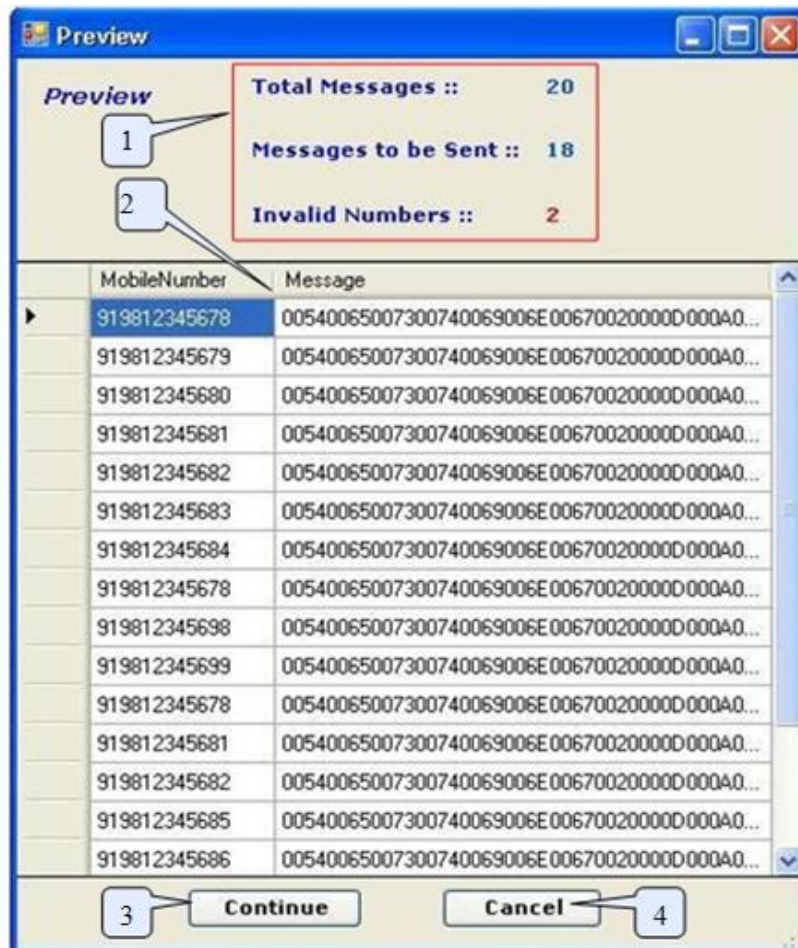 Preview
Preview
Total Messages :: 20
1
Messages to be Sent :: 18
2
Invalid Numbers :: 2
MobileNumber Message
919812345678 00540065007300740069006E00670020000D000A0...
919812345679 00540065007300740069006E00670020000D000A0...
919812345680 00540065007300740069006E00670020000D000A0...
919812345681 00540065007300740069006E00670020000D000A0...
919812345682 00540065007300740069006E00670020000D000A0...
919812345683 00540065007300740069006E00670020000D000A0...
919812345684 00540065007300740069006E00670020000D000A0...
919812345678 00540065007300740069006E00670020000D000A0...
919812345698 00540065007300740069006E00670020000D000A0...
919812345699 00540065007300740069006E00670020000D000A0...
919812345678 00540065007300740069006E00670020000D000A0...
919812345681 00540065007300740069006E00670020000D000A0...
919812345682 00540065007300740069006E00670020000D000A0...
919812345685 00540065007300740069006E00670020000D000A0...
919812345686 00540065007300740069006E00670020000D000A0...
3 Continue Cancel 4